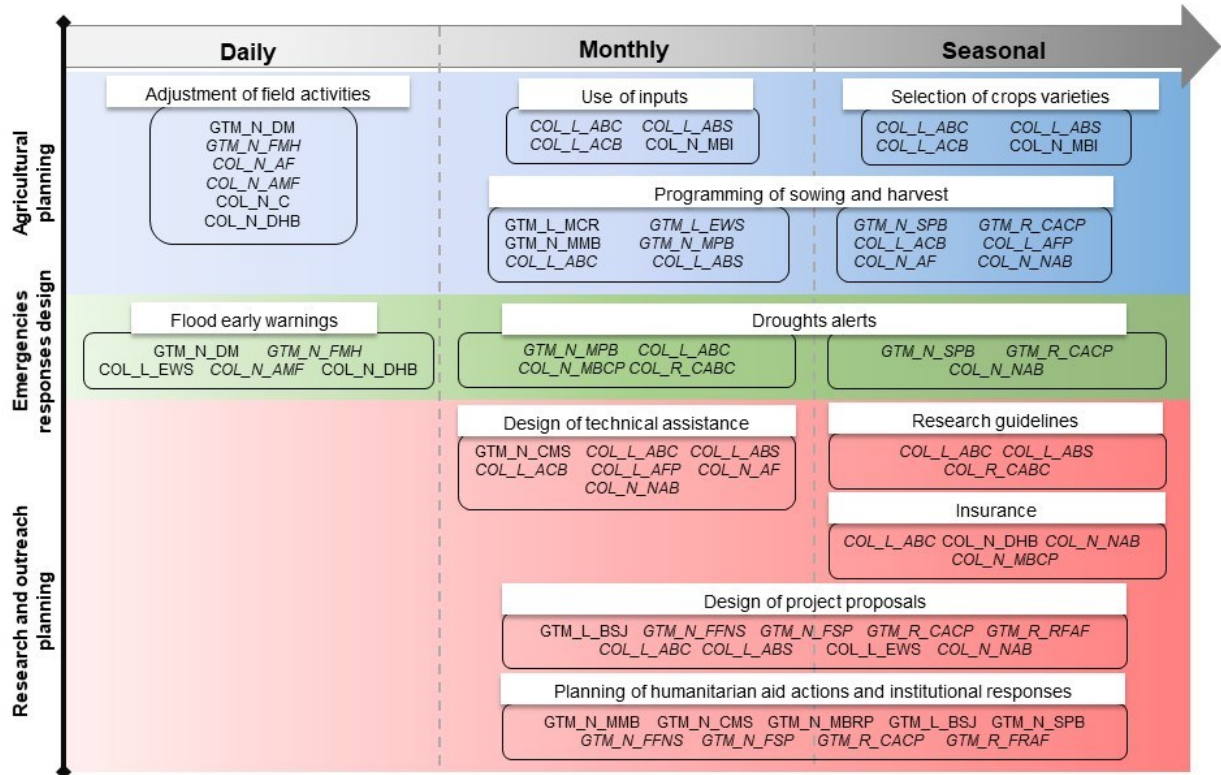 Daily
Monthly
Seasonal
Agricultural
planning
Adjustment of field activities
GTM_N_DM
GTM_N_FMH
COL_N_AF
COL_N_AMF
COL_N_C
COL_N_DHB
Use of inputs
COL_L_ABC COL_L_ABS
COL_L_ACB COL_N_MBI
Selection of crops varieties
COL_L_ABC COL_L_ABS
COL_L_ACB COL_N_MBI
Programming of sowing and harvest
GTM_L_MCR GTM_L_EWS
GTM_N_MMB GTM_N_MPB
COL_L_ABC COL_L_ABS
GTM_N_SPB GTM_R_CACP
COL_L_ACB COL_L_AFP
COL_N_AF COL_N_NAB
Emergencies
responses design
Flood early warnings
GTM_N_DM GTM_N_FMH
COL_L_EWS COL_N_AMF COL_N_DHB
Droughts alerts
GTM_N_MPB COL_L_ABC
COL_N_MBCP COL_R_CABC
GTM_N_SPB GTM_R_CACP
COL_N_NAB
Research and outreach
planning
Design of technical assistance
GTM_N_CMS COL_L_ABC COL_L_ABS
COL_L_ACB COL_L_AFP COL_N_AF
COL_N_NAB
Research guidelines
COL_L_ABC COL_L_ABS
COL_R_CABC
Insurance
COL_L_ABC COL_N_DHB COL_N_NAB
COL_N_MBCP
Design of project proposals
GTM_L_BSJ GTM_N_FFNS GTM_N_FSP GTM_R_CACP GTM_R_RFAF
COL_L_ABC COL_L_ABS COL_L_EWS COL_N_NAB
Planning of humanitarian aid actions and institutional responses
GTM_N_MMB GTM_N_CMS GTM_N_MBRP GTM_L_BSJ GTM_N_SPB
GTM_N_FFNS GTM_N_FSP GTM_R_CACP GTM_R_FRAF